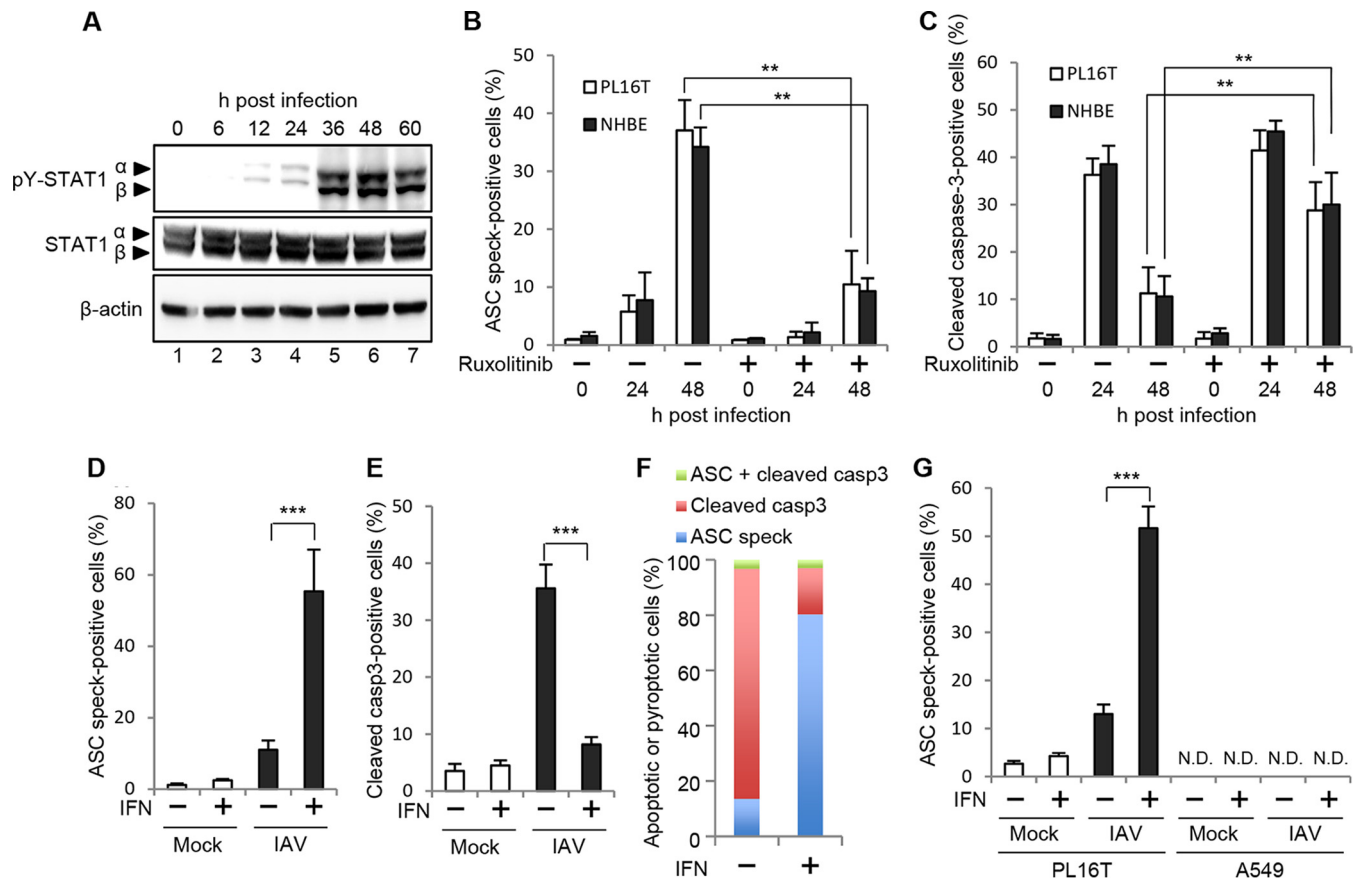 A
h post infection
0 6 12 24 36 48 60
pY-STAT1
α
β
STAT1
α
β
β-actin
1 2 3 4 5 6 7
B
ASC speck-positive cells (%)
50
40
30
20
10
0
PL16T
NHBE
**
**
Ruxolitinib − − − + + +
0 24 48 0 24 48
h post infection
C
Cleaved caspase-3-positive cells (%)
60
50
40
30
20
10
0
PL16T
NHBE
**
**
Ruxolitinib − − − + + +
0 24 48 0 24 48
h post infection
D
ASC speck-positive cells (%)
80
60
40
20
0
***
IFN − + − +
Mock IAV
E
Cleaved casp3-positive cells (%)
50
40
30
20
10
0
***
IFN − + − +
Mock IAV
F
ASC + cleaved casp3
Cleaved casp3
ASC speck
Apoptotic or pyroptotic cells (%)
100
80
60
40
20
0
IFN − +
G
ASC speck-positive cells (%)
60
50
40
30
20
10
0
***
N.D. N.D. N.D. N.D.
IFN − + − + − + − +
Mock IAV Mock IAV
PL16T A549